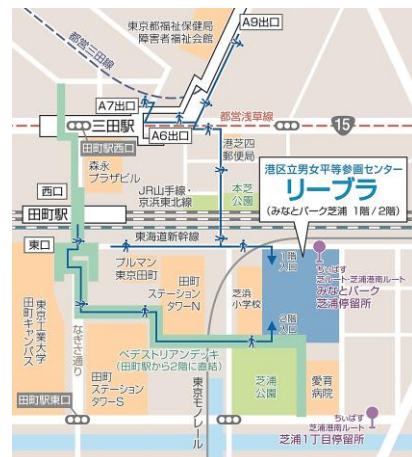 東京都福祉保健局
障害者福祉会館
A9出口
都営三田線
A7出口
都営浅草線
15
三田駅
A6出口
田町駅西口
森永
プラザビル
港芝四
郵便局
港区立男女平等参画センター
リーブラ
(みなとパーク芝浦 1階/2階)
西口
JR山手線・
京浜東北線
本芝
公園
田町駅
東海道新幹線
東口
プルマン
東京田町
田町
ステーション
タワーN
芝浜
小学校
1階
入口
2階
入口
ちぃばす
芝ルート・芝浦港南ルート
みなとパーク
芝浦停留所
東京工業大学
田町キャンパス
なぎさ通り
ペデストリアンデッキ
(田町駅から2階に直結)
田町
ステーション
タワーS
東京モノレール
芝浦
公園
愛育
病院
田町駅東口
ちぃばす
芝浦港南ルート
芝浦1丁目停留所